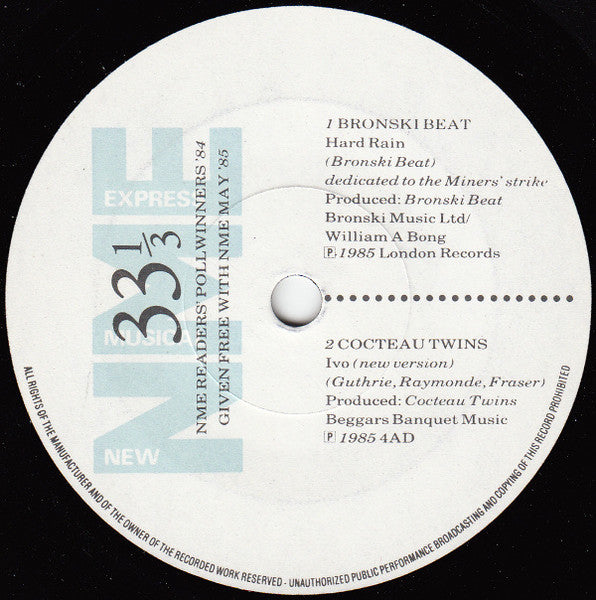 NEW
MUSICA
EXPRESS
NME
33 1/3
NME READERS' POLL WINNERS '84
GIVEN FREE WITH NME MAY '85
1 BRONSKI BEAT
Hard Rain
(Bronski Beat)
dedicated to the Miners' strike
Produced: Bronski Beat
Bronski Music Ltd/
William A Bong
℗ 1985 London Records
2 COCTEAU TWINS
Ivo (new version)
(Guthrie, Raymonde, Fraser)
Produced: Cocteau Twins
Beggars Banquet Music
℗ 1985 4AD
ALL RIGHTS OF THE MANUFACTURER AND OF THE OWNER OF THE RECORDED WORK RESERVED - UNAUTHORIZED PUBLIC PERFORMANCE BROADCASTING AND COPYING OF THIS RECORD PROHIBITED